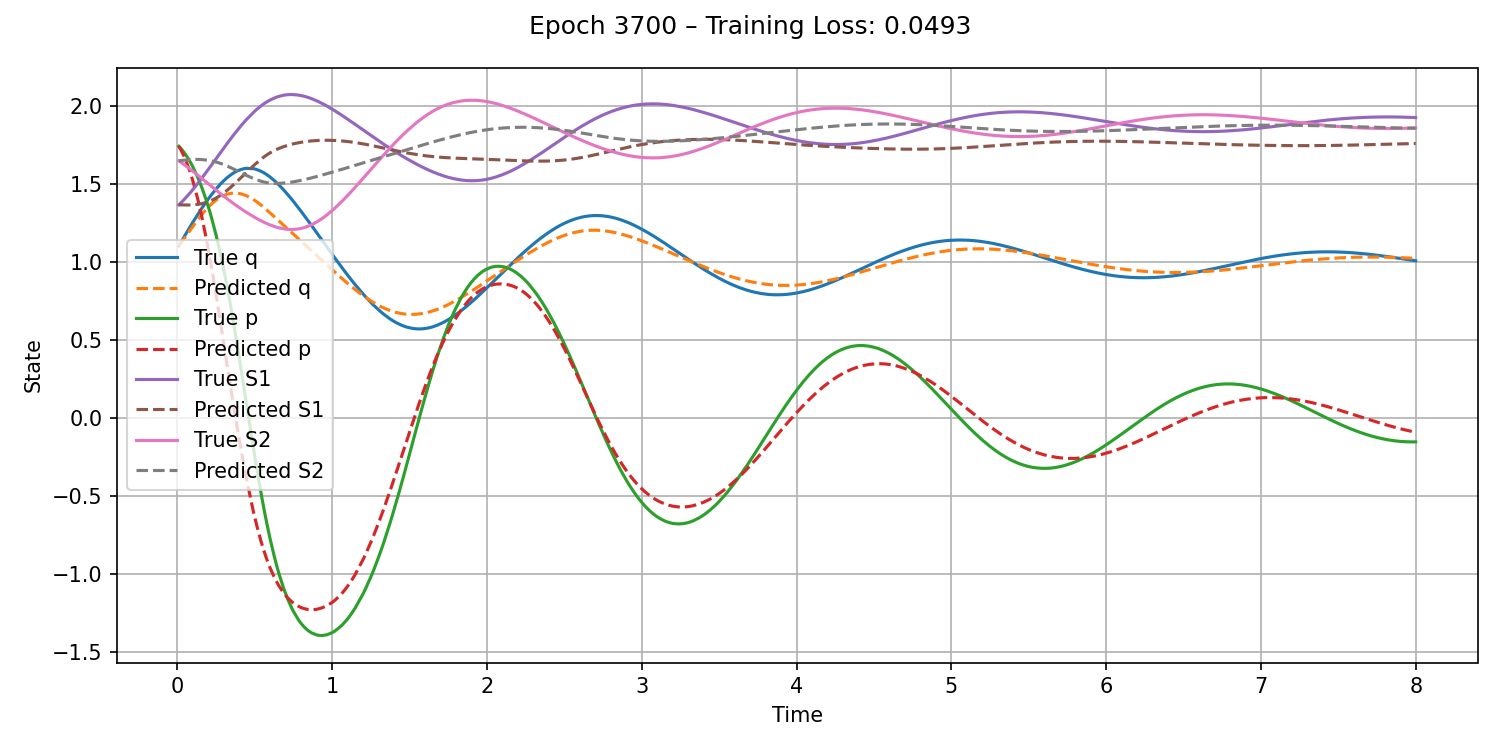 Epoch 3700 – Training Loss: 0.0493
2.0
1.5
1.0
0.5
0.0
−0.5
−1.0
−1.5
State
True q
Predicted q
True p
Predicted p
True S1
Predicted S1
True S2
Predicted S2
0 1 2 3 4 5 6 7 8
Time